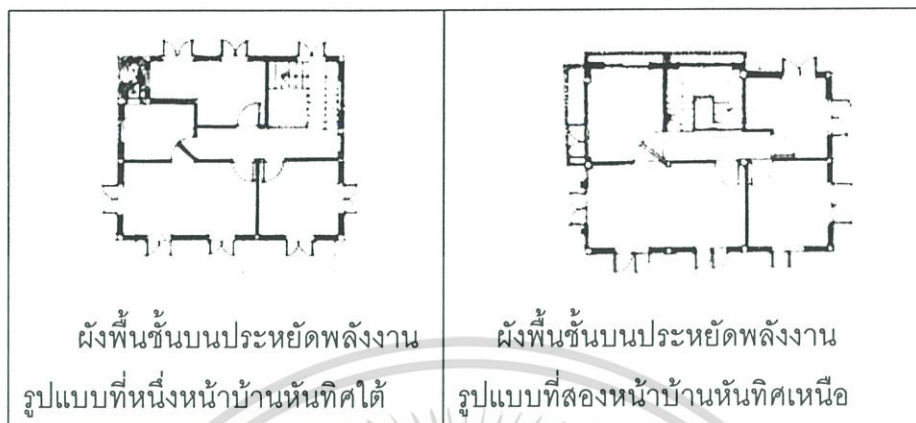 ผังพื้นชั้นบนประหยัดพลังงาน
รูปแบบที่หนึ่งหน้าบ้านหันทิศใต้
ผังพื้นชั้นบนประหยัดพลังงาน
รูปแบบที่สองหน้าบ้านหันทิศเหนือ